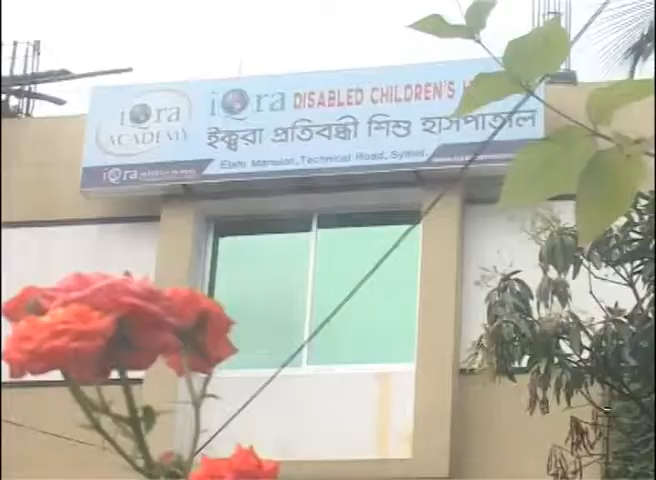 iQra
ACADEMY
iQra DISABLED CHILDREN'S
ইক্বরা প্রতিবন্ধী শিশু হাসপাতাল
Elahi Mansion, Technical Road, Sylhet.
iQra